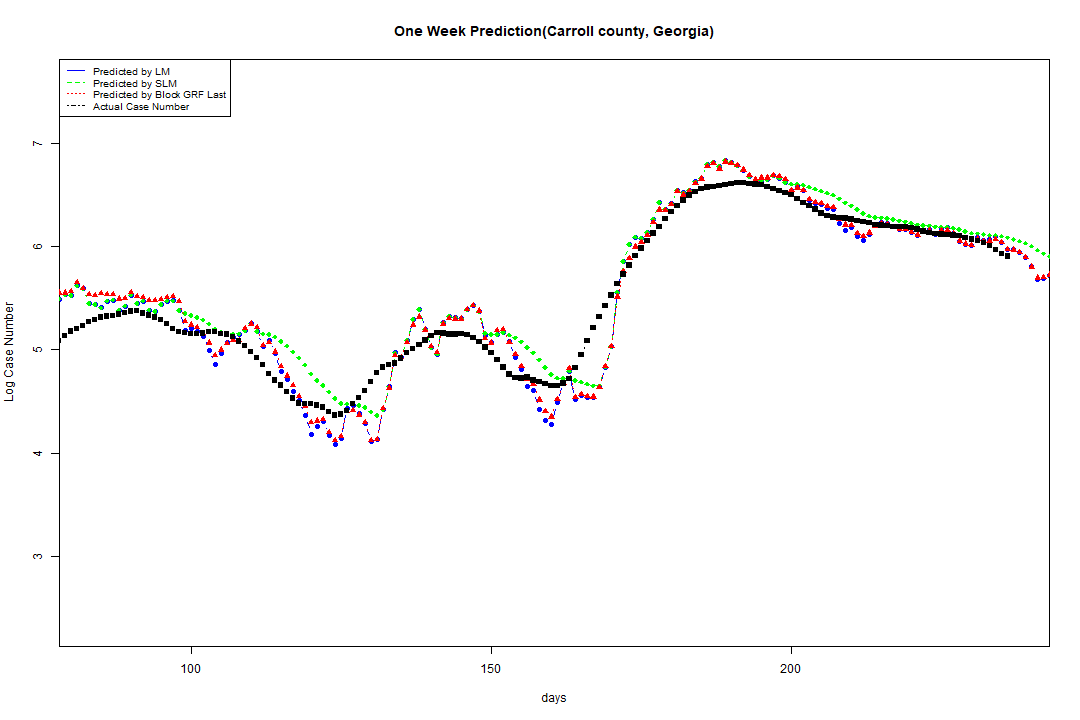 One Week Prediction(Carroll county, Georgia)
Predicted by LM
Predicted by SLM
Predicted by Block GRF Last
Actual Case Number
Log Case Number
7
6
5
4
3
100
150
200
days